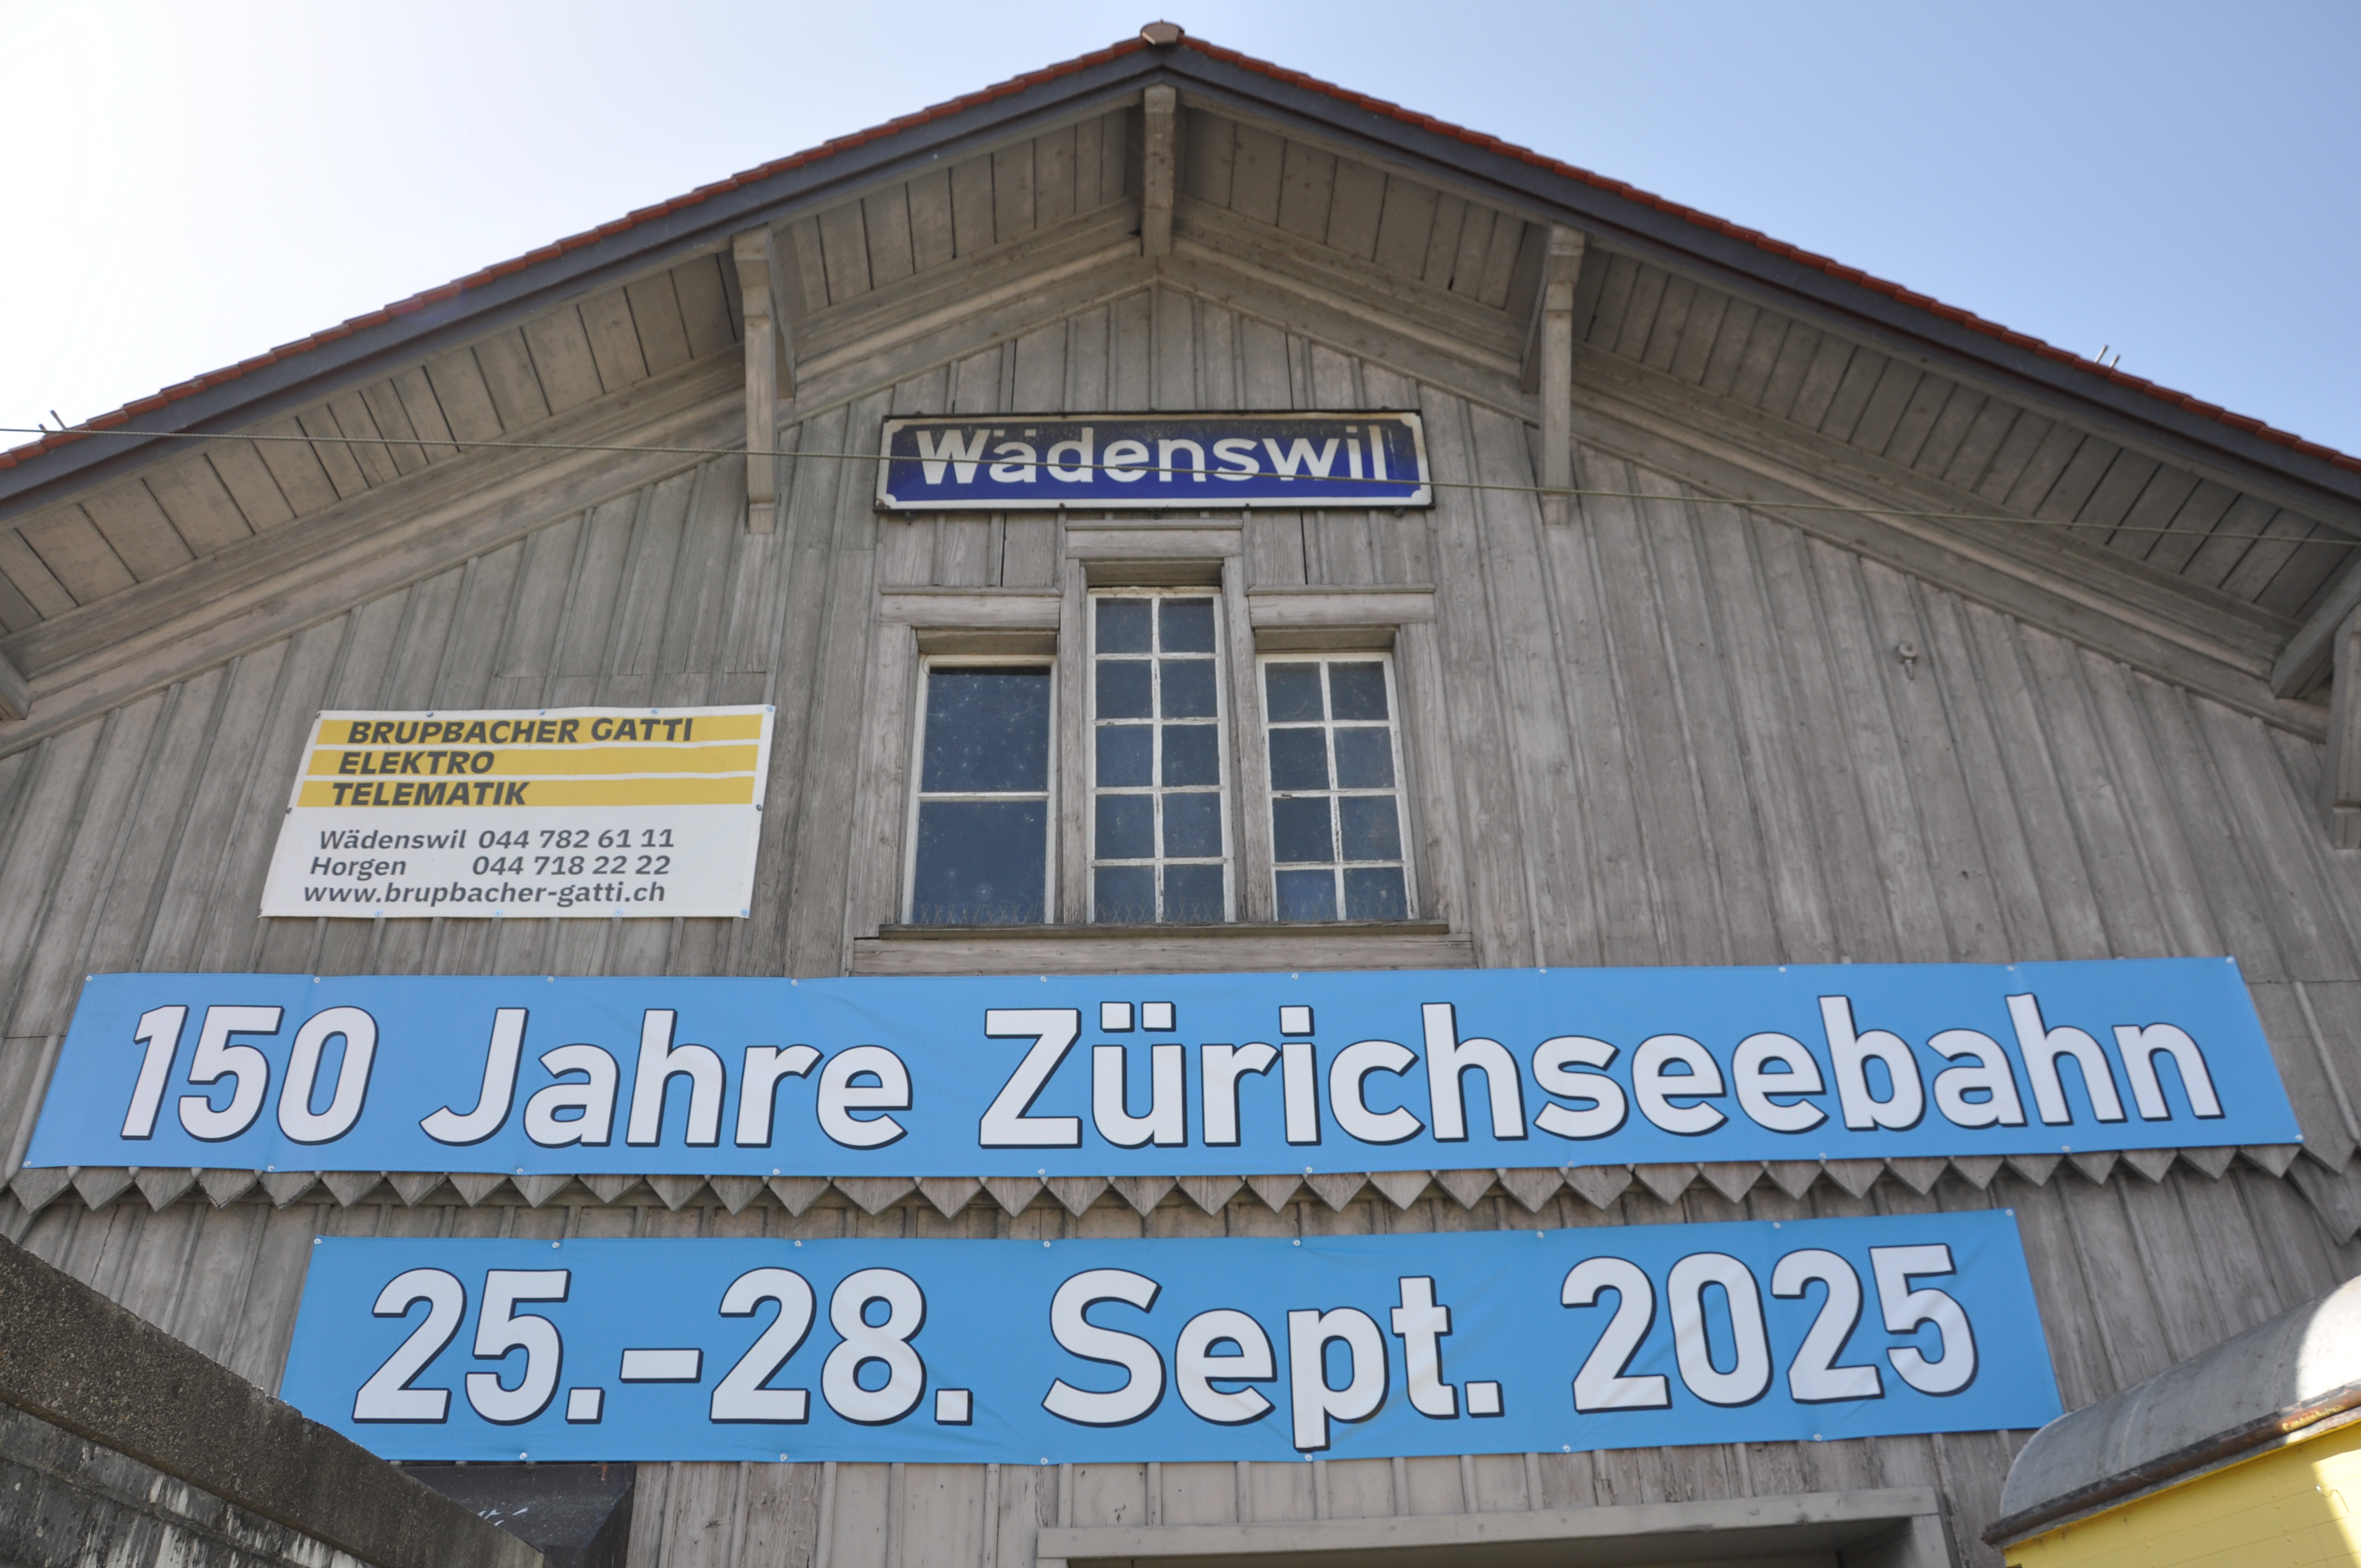 Wädenswil
BRUPBACHER GATTI
ELEKTRO
TELEMATIK
Wädenswil 044 782 61 11
Horgen 044 718 22 22
www.brupbacher-gatti.ch
150 Jahre Zürichseebahn
25.-28. Sept. 2025